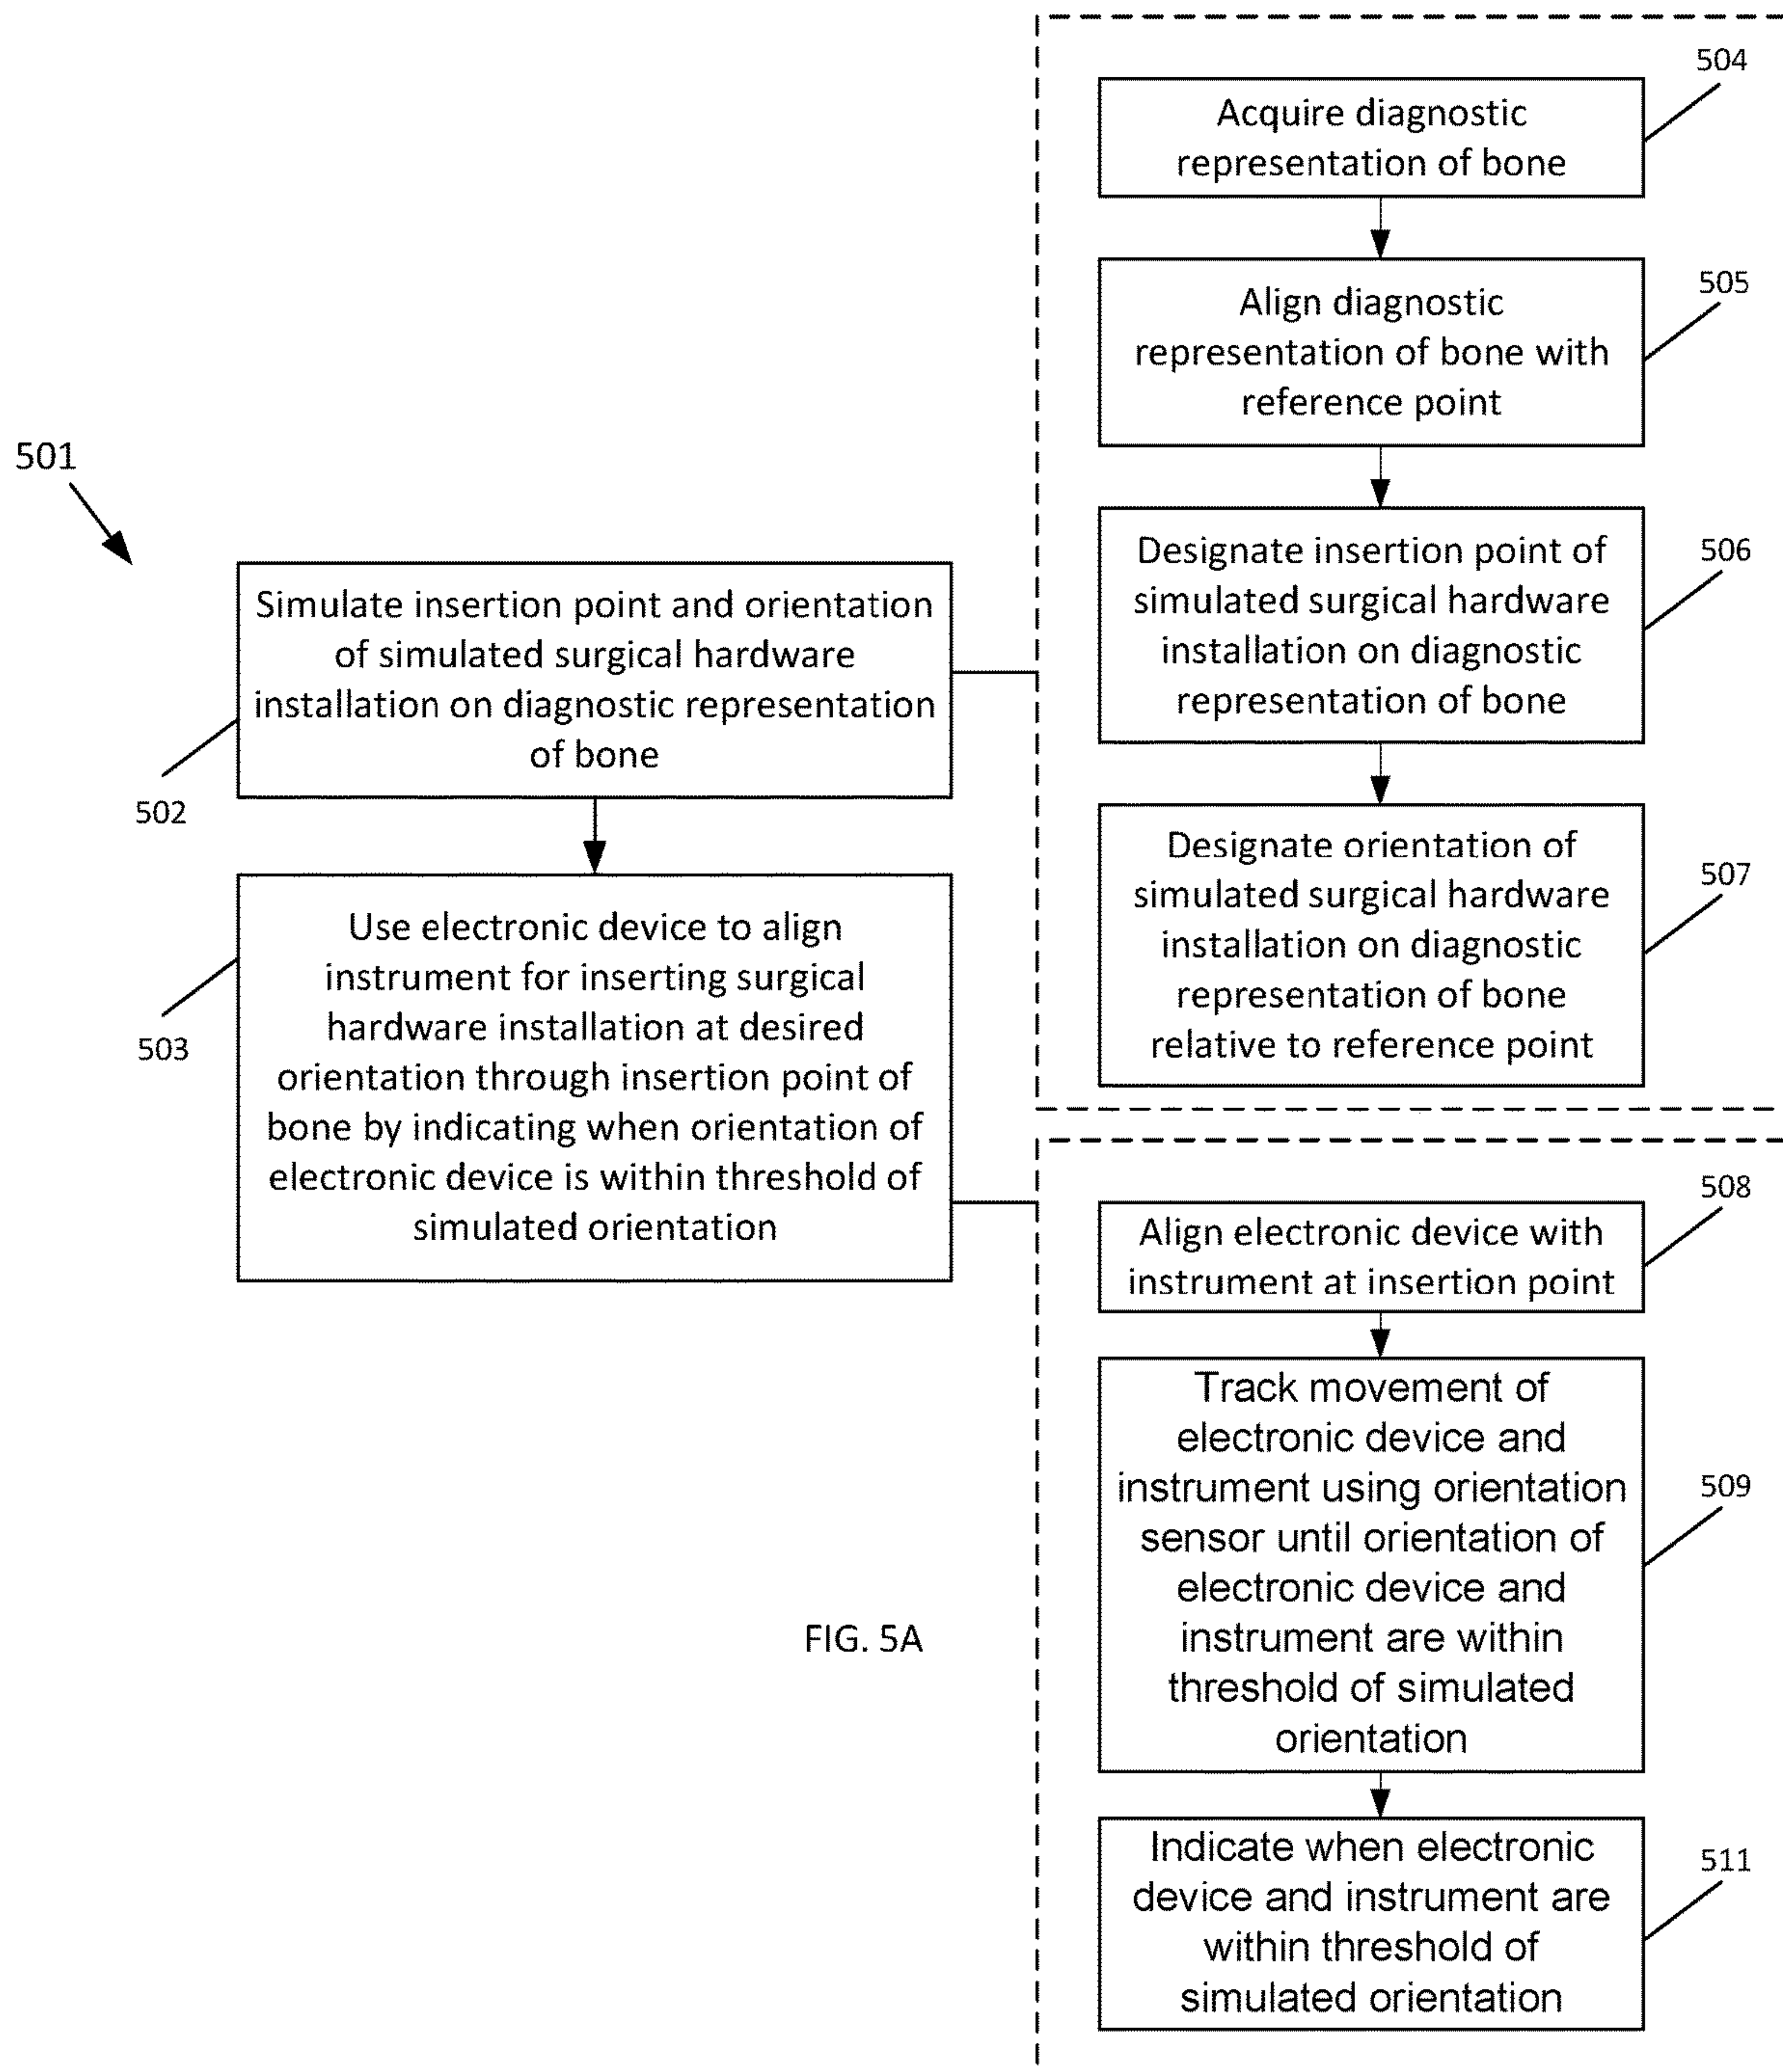 501
Simulate insertion point and orientation
of simulated surgical hardware
installation on diagnostic representation
of bone
502
Use electronic device to align
instrument for inserting surgical
hardware installation at desired
orientation through insertion point of
bone by indicating when orientation of
electronic device is within threshold of
simulated orientation
503
504
Acquire diagnostic
representation of bone
505
Align diagnostic
representation of bone with
reference point
506
Designate insertion point of
simulated surgical hardware
installation on diagnostic
representation of bone
507
Designate orientation of
simulated surgical hardware
installation on diagnostic
representation of bone
relative to reference point
508
Align electronic device with
instrument at insertion point
509
Track movement of
electronic device and
instrument using orientation
sensor until orientation of
electronic device and
instrument are within
threshold of simulated
orientation
511
Indicate when electronic
device and instrument are
within threshold of
simulated orientation
FIG. 5A